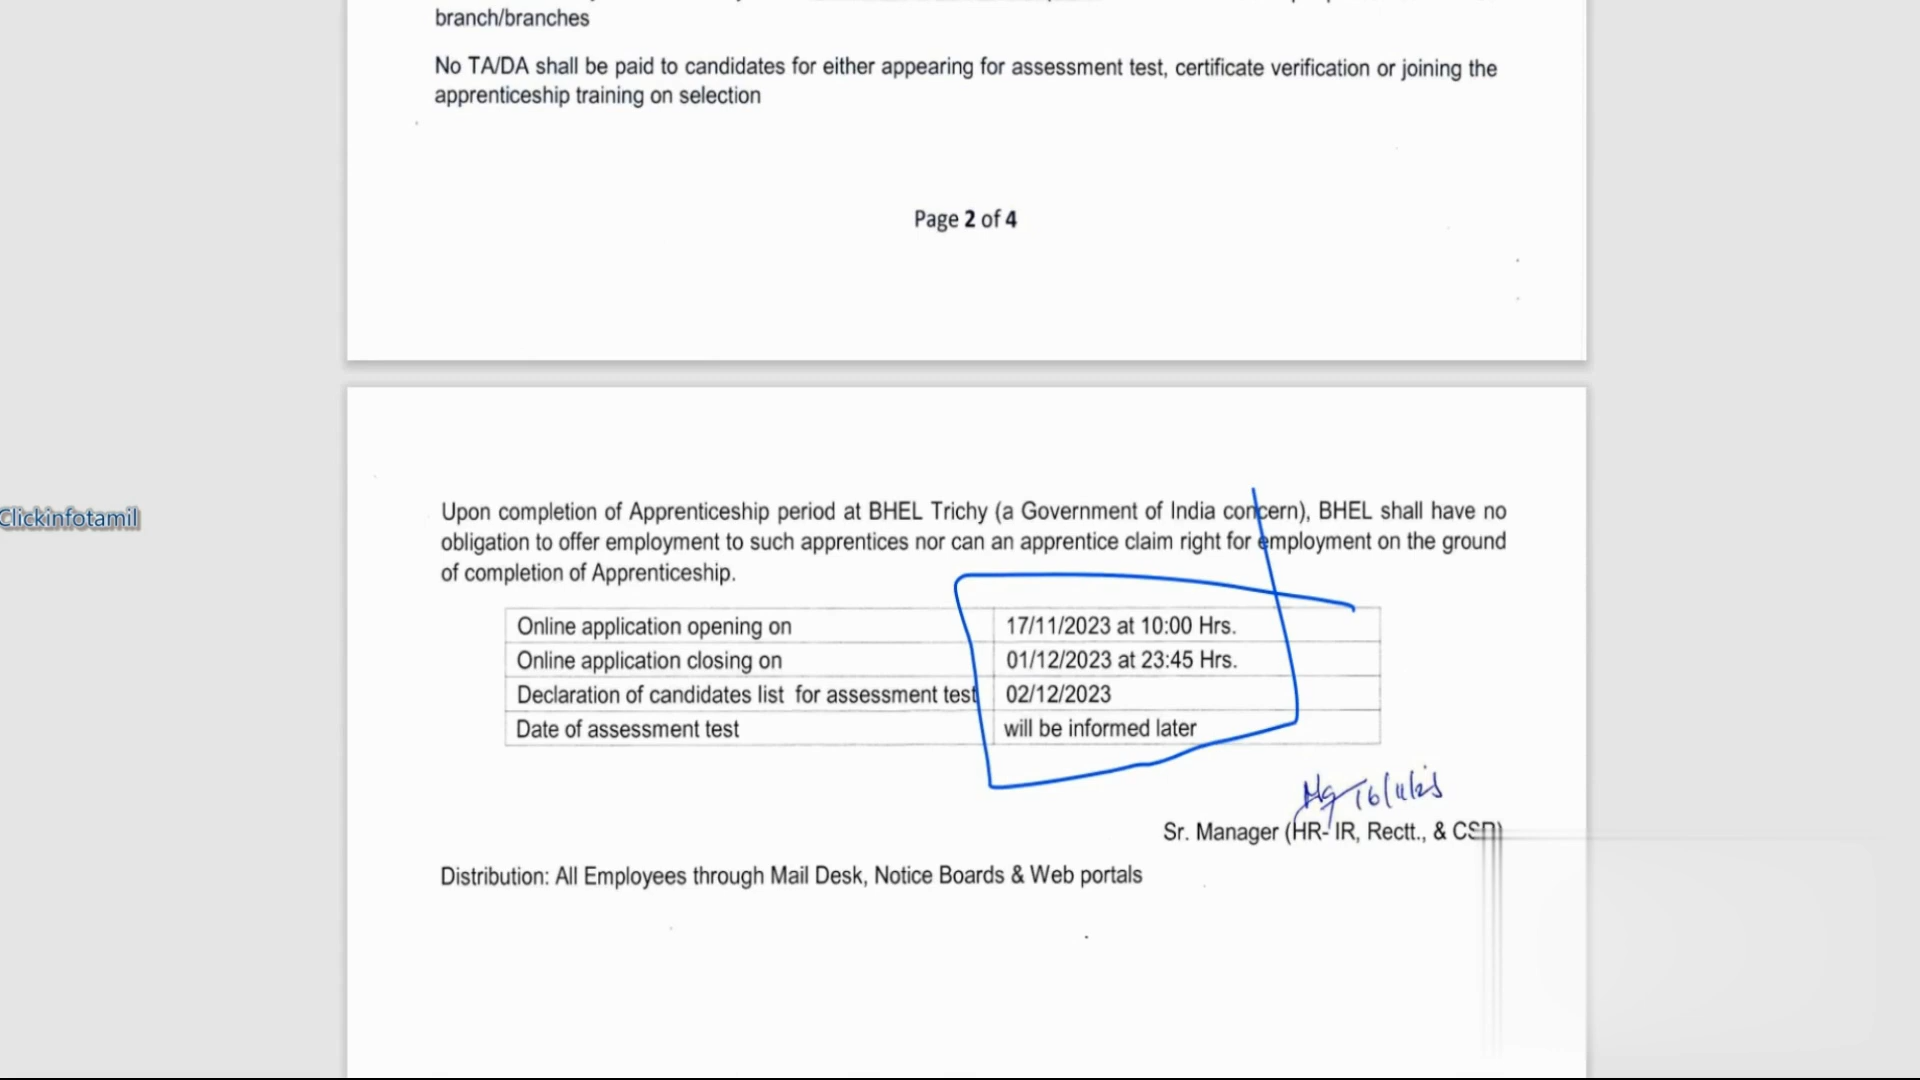 branch/branches
No TA/DA shall be paid to candidates for either appearing for assessment test, certificate verification or joining the
apprenticeship training on selection
Page 2 of 4
Clickinfotamil
Upon completion of Apprenticeship period at BHEL Trichy (a Government of India concern), BHEL shall have no
obligation to offer employment to such apprentices nor can an apprentice claim right for employment on the ground
of completion of Apprenticeship.
Online application opening on 17/11/2023 at 10:00 Hrs.
Online application closing on 01/12/2023 at 23:45 Hrs.
Declaration of candidates list for assessment test 02/12/2023
Date of assessment test will be informed later
16/11/23
Sr. Manager (HR- IR, Rectt., & CSR)
Distribution: All Employees through Mail Desk, Notice Boards & Web portals